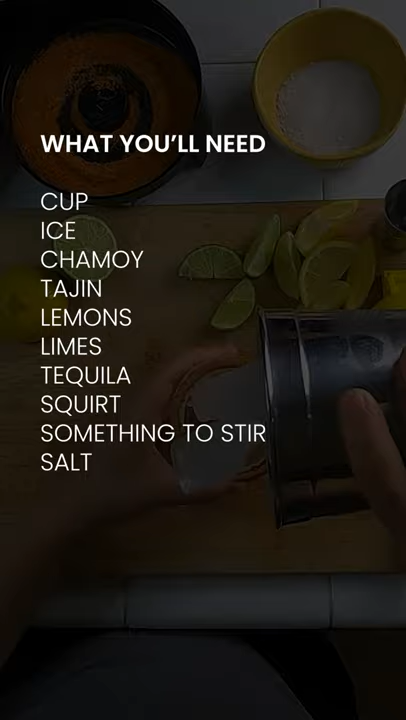 WHAT YOU’LL NEED
CUP
ICE
CHAMOY
TAJIN
LEMONS
LIMES
TEQUILA
SQUIRT
SOMETHING TO STIR
SALT